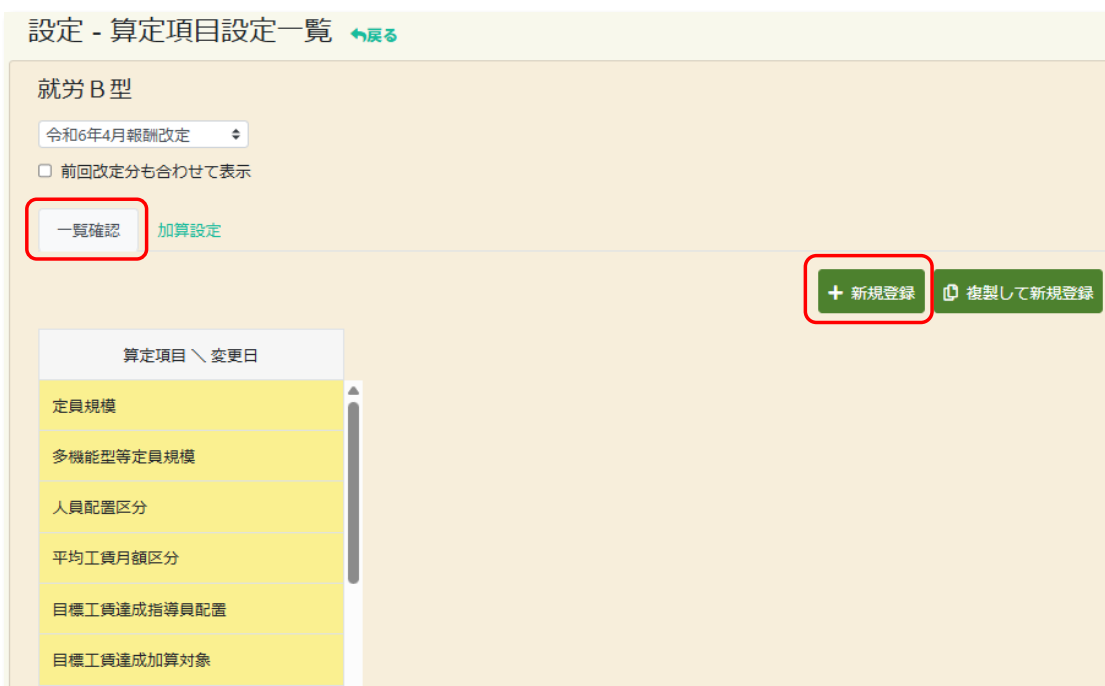 設定 - 算定項目設定一覧 戻る
就労Ｂ型
令和6年4月報酬改定
前回改定分も合わせて表示
一覧確認 加算設定
新規登録 複製して新規登録
算定項目 ＼ 変更日
定員規模
多機能型等定員規模
人員配置区分
平均工賃月額区分
目標工賃達成指導員配置
目標工賃達成加算対象